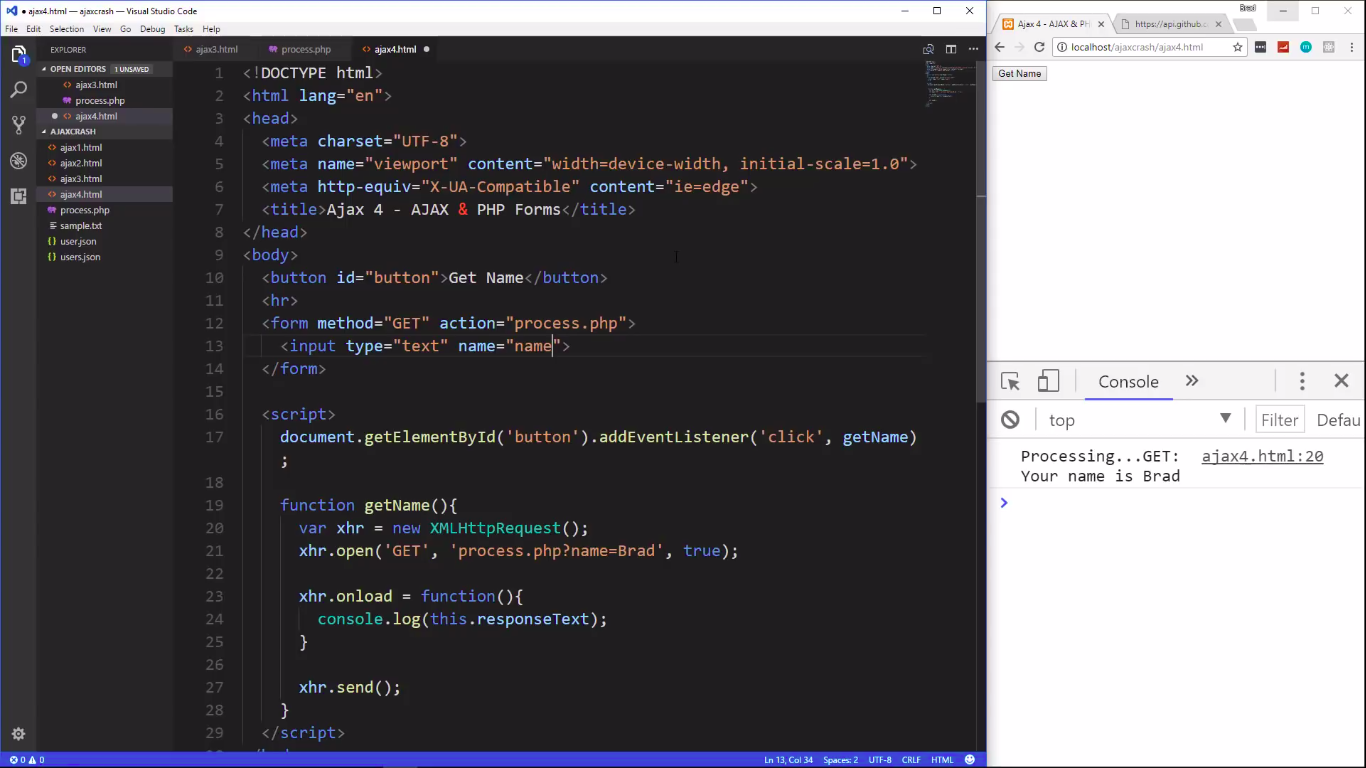 ajax4.html — ajaxcrash — Visual Studio Code
File Edit Selection View Go Debug Tasks Help
EXPLORER
OPEN EDITORS 1 UNSAVED
ajax3.html
process.php
ajax4.html
AJAXCRASH
ajax1.html
ajax2.html
ajax3.html
ajax4.html
process.php
sample.txt
user.json
users.json
1
ajax3.html process.php ajax4.html
1 <!DOCTYPE html>
2 <html lang="en">
3 <head>
4 <meta charset="UTF-8">
5 <meta name="viewport" content="width=device-width, initial-scale=1.0">
6 <meta http-equiv="X-UA-Compatible" content="ie=edge">
7 <title>Ajax 4 - AJAX & PHP Forms</title>
8 </head>
9 <body>
10 <button id="button">Get Name</button>
11 <hr>
12 <form method="GET" action="process.php">
13 <input type="text" name="name">
14 </form>
15
16 <script>
17 document.getElementById('button').addEventListener('click', getName)
;
18
19 function getName(){
20 var xhr = new XMLHttpRequest();
21 xhr.open('GET', 'process.php?name=Brad', true);
22
23 xhr.onload = function(){
24 console.log(this.responseText);
25 }
26
27 xhr.send();
28 }
29 </script>
0 0 Ln 13, Col 34 Spaces: 2 UTF-8 CRLF HTML
Brad
Ajax 4 - AJAX & PH https://api.github.c
localhost/ajaxcrash/ajax4.html
Get Name
Console
top Filter Defau
Processing...GET: ajax4.html:20
Your name is Brad